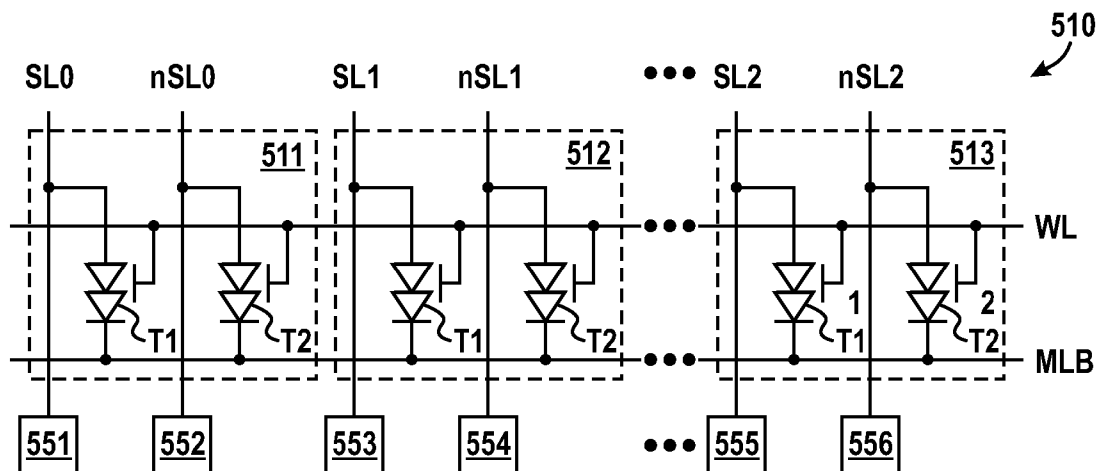 510
SL0 nSL0 SL1 nSL1 ●●● SL2 nSL2
511 512 513
●●● WL
1 2
T1 T2 T1 T2 T1 T2
●●● MLB
551 552 553 554 ●●● 555 556